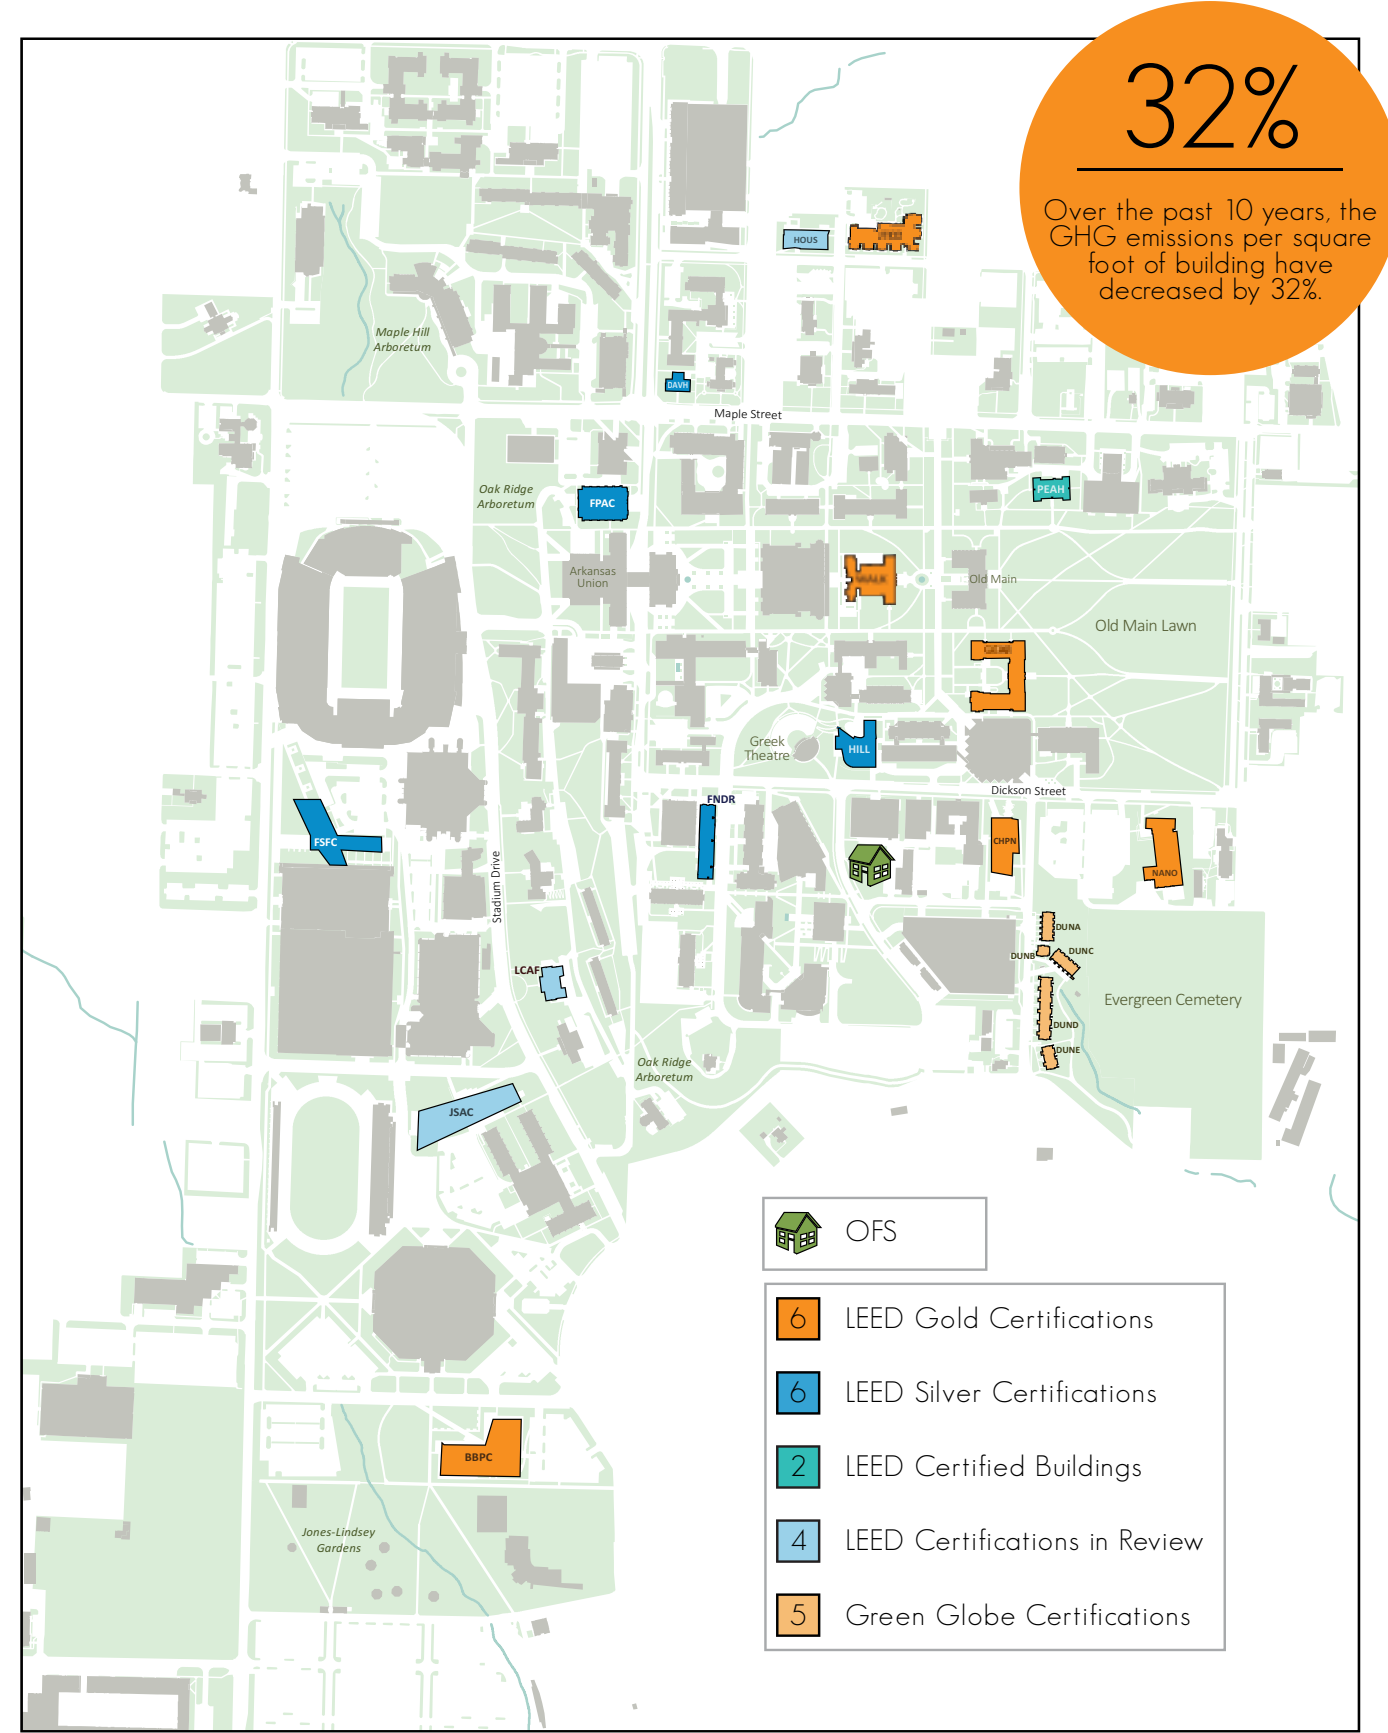 32%
Over the past 10 years, the
GHG emissions per square
foot of building have
decreased by 32%.
HOUS
Maple Hill
Arboretum
DAVH
Maple Street
Oak Ridge
Arboretum
FPAC
PEAH
Arkansas
Union
WALK
Old Main
Old Main Lawn
Greek
Theatre
HILL
Dickson Street
FNDR
FSFC
CHPN
NANO
Stadium Drive
DUNA
DUNB
DUNC
LCAF
Evergreen Cemetery
DUND
DUNE
Oak Ridge
Arboretum
JSAC
OFS
6 LEED Gold Certifications
6 LEED Silver Certifications
2 LEED Certified Buildings
4 LEED Certifications in Review
5 Green Globe Certifications
BBPC
Jones-Lindsey
Gardens